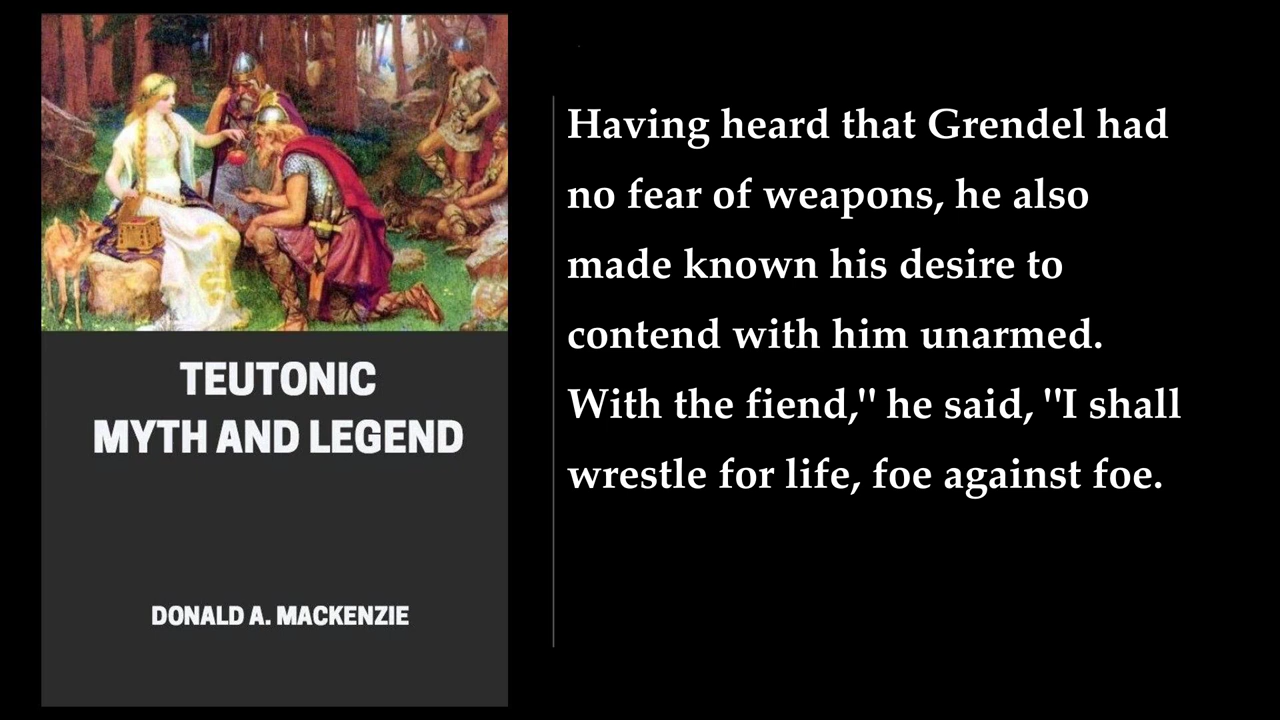 TEUTONIC
MYTH AND LEGEND
DONALD A. MACKENZIE
Having heard that Grendel had
no fear of weapons, he also
made known his desire to
contend with him unarmed.
With the fiend," he said, "I shall
wrestle for life, foe against foe.